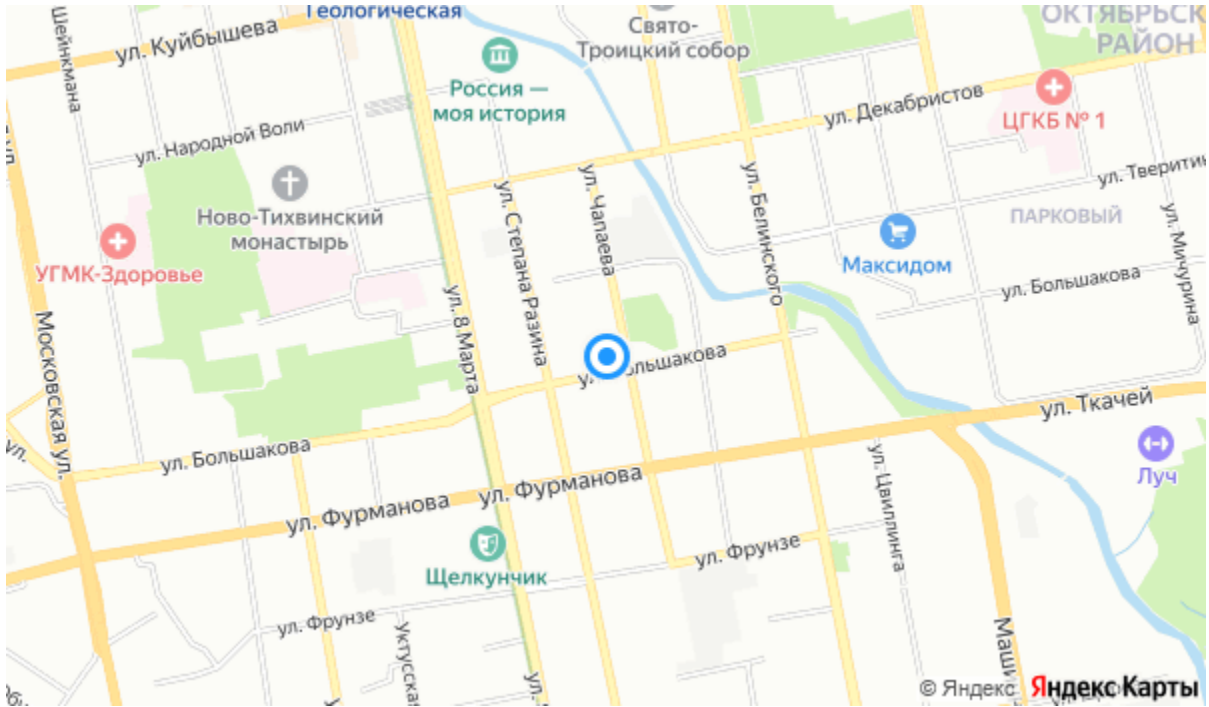 Геологическая
ул. Куйбышева
Шейнкмана
Свято-
Троицкий собор
ОКТЯБРЬСК
РАЙОН
Россия —
моя история
ул. Декабристов
ЦГКБ № 1
ул. Народной Воли
ул. Тверитин
Ново-Тихвинский
монастырь
ул. Степана Разина
ул. Чапаева
ул. Белинского
ПАРКОВЫЙ
ул. Мичурина
УГМК-Здоровье
Максидом
ул. Большакова
Московская ул.
ул. 8 Марта
ул. Большакова
ул. Ткачей
ул.
ул. Большакова
Луч
ул. Фурманова
ул. Фурманова
ул. Цвиллинга
Щелкунчик
ул. Фрунзе
ул. Фрунзе
Уктусская
Маши
ул.
© Яндекс Яндекс Карты